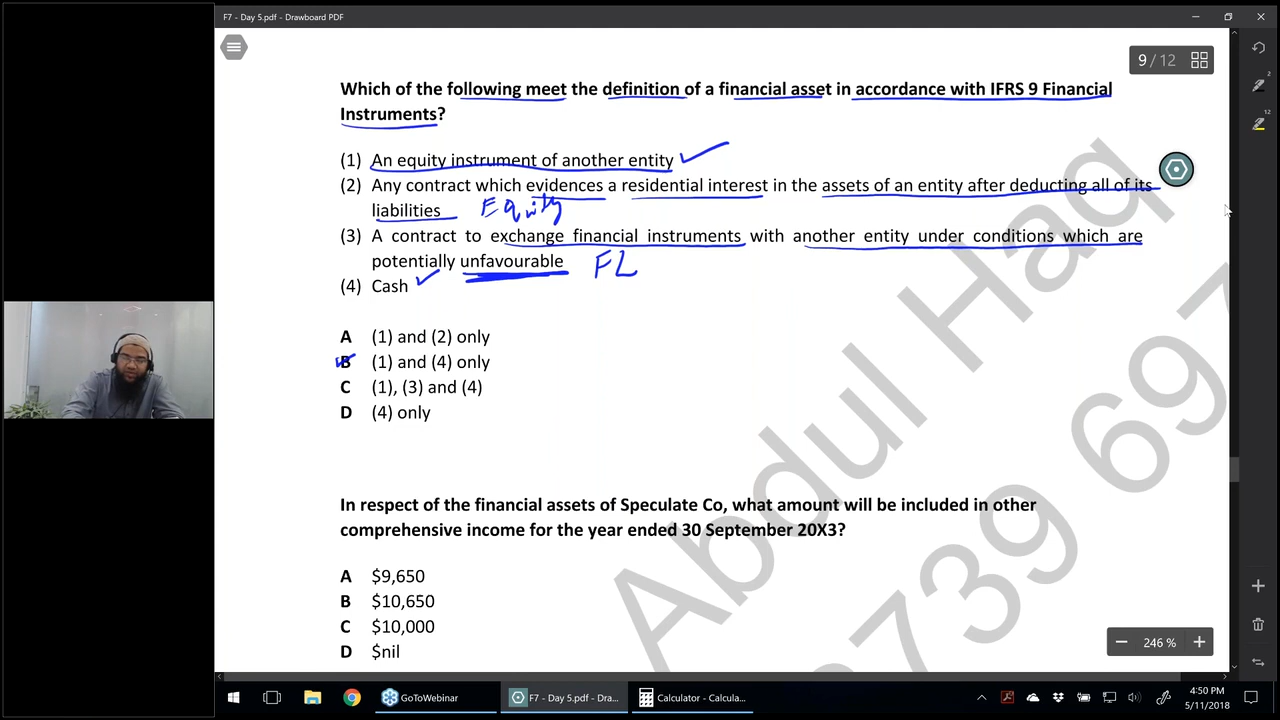 F7 - Day 5.pdf - Drawboard PDF
9 / 12
Which of the following meet the definition of a financial asset in accordance with IFRS 9 Financial
Instruments?
(1) An equity instrument of another entity
(2) Any contract which evidences a residential interest in the assets of an entity after deducting all of its
liabilities Equity
(3) A contract to exchange financial instruments with another entity under conditions which are
potentially unfavourable FL
(4) Cash
A (1) and (2) only
B (1) and (4) only
C (1), (3) and (4)
D (4) only
In respect of the financial assets of Speculate Co, what amount will be included in other
comprehensive income for the year ended 30 September 20X3?
A $9,650
B $10,650
C $10,000
D $nil
Abdul Haq
739 697
2
12
246 %
GoToWebinar
F7 - Day 5.pdf - Dra...
Calculator - Calcula...
4:50 PM
5/11/2018